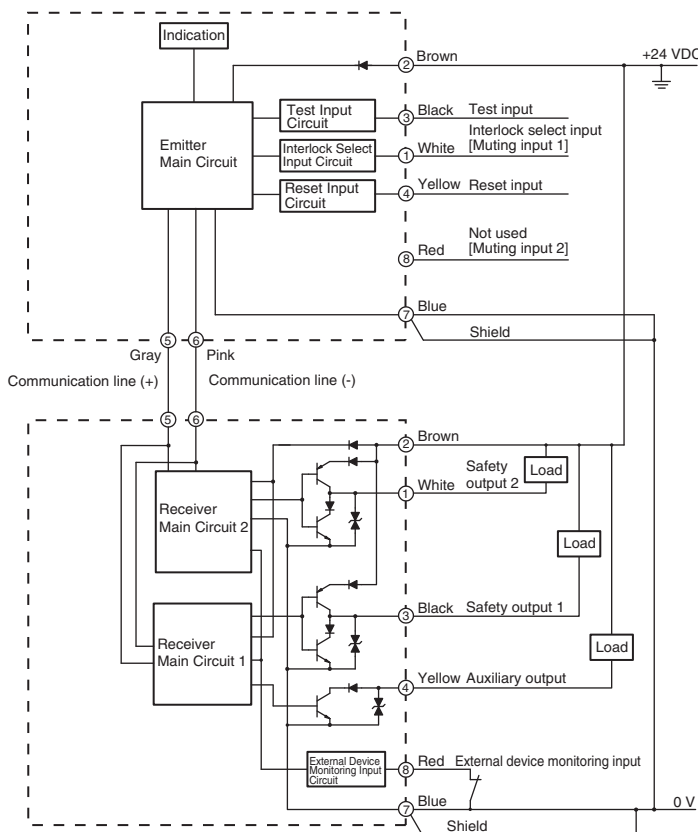 Indication
2 Brown
+24 VDC
Emitter
Main Circuit
Test Input
Circuit
3 Black Test input
Interlock Select
Input Circuit
1 White Interlock select input
[Muting input 1]
Reset Input
Circuit
4 Yellow Reset input
8 Red Not used
[Muting input 2]
7 Blue
Shield
5 6
Gray Pink
Communication line (+) Communication line (-)
5 6
2 Brown
Receiver
Main Circuit 2
1 White Safety
output 2
Load
Load
Receiver
Main Circuit 1
3 Black Safety output 1
Load
4 Yellow Auxiliary output
External Device
Monitoring Input
Circuit
8 Red External device monitoring input
7 Blue
0 V
Shield